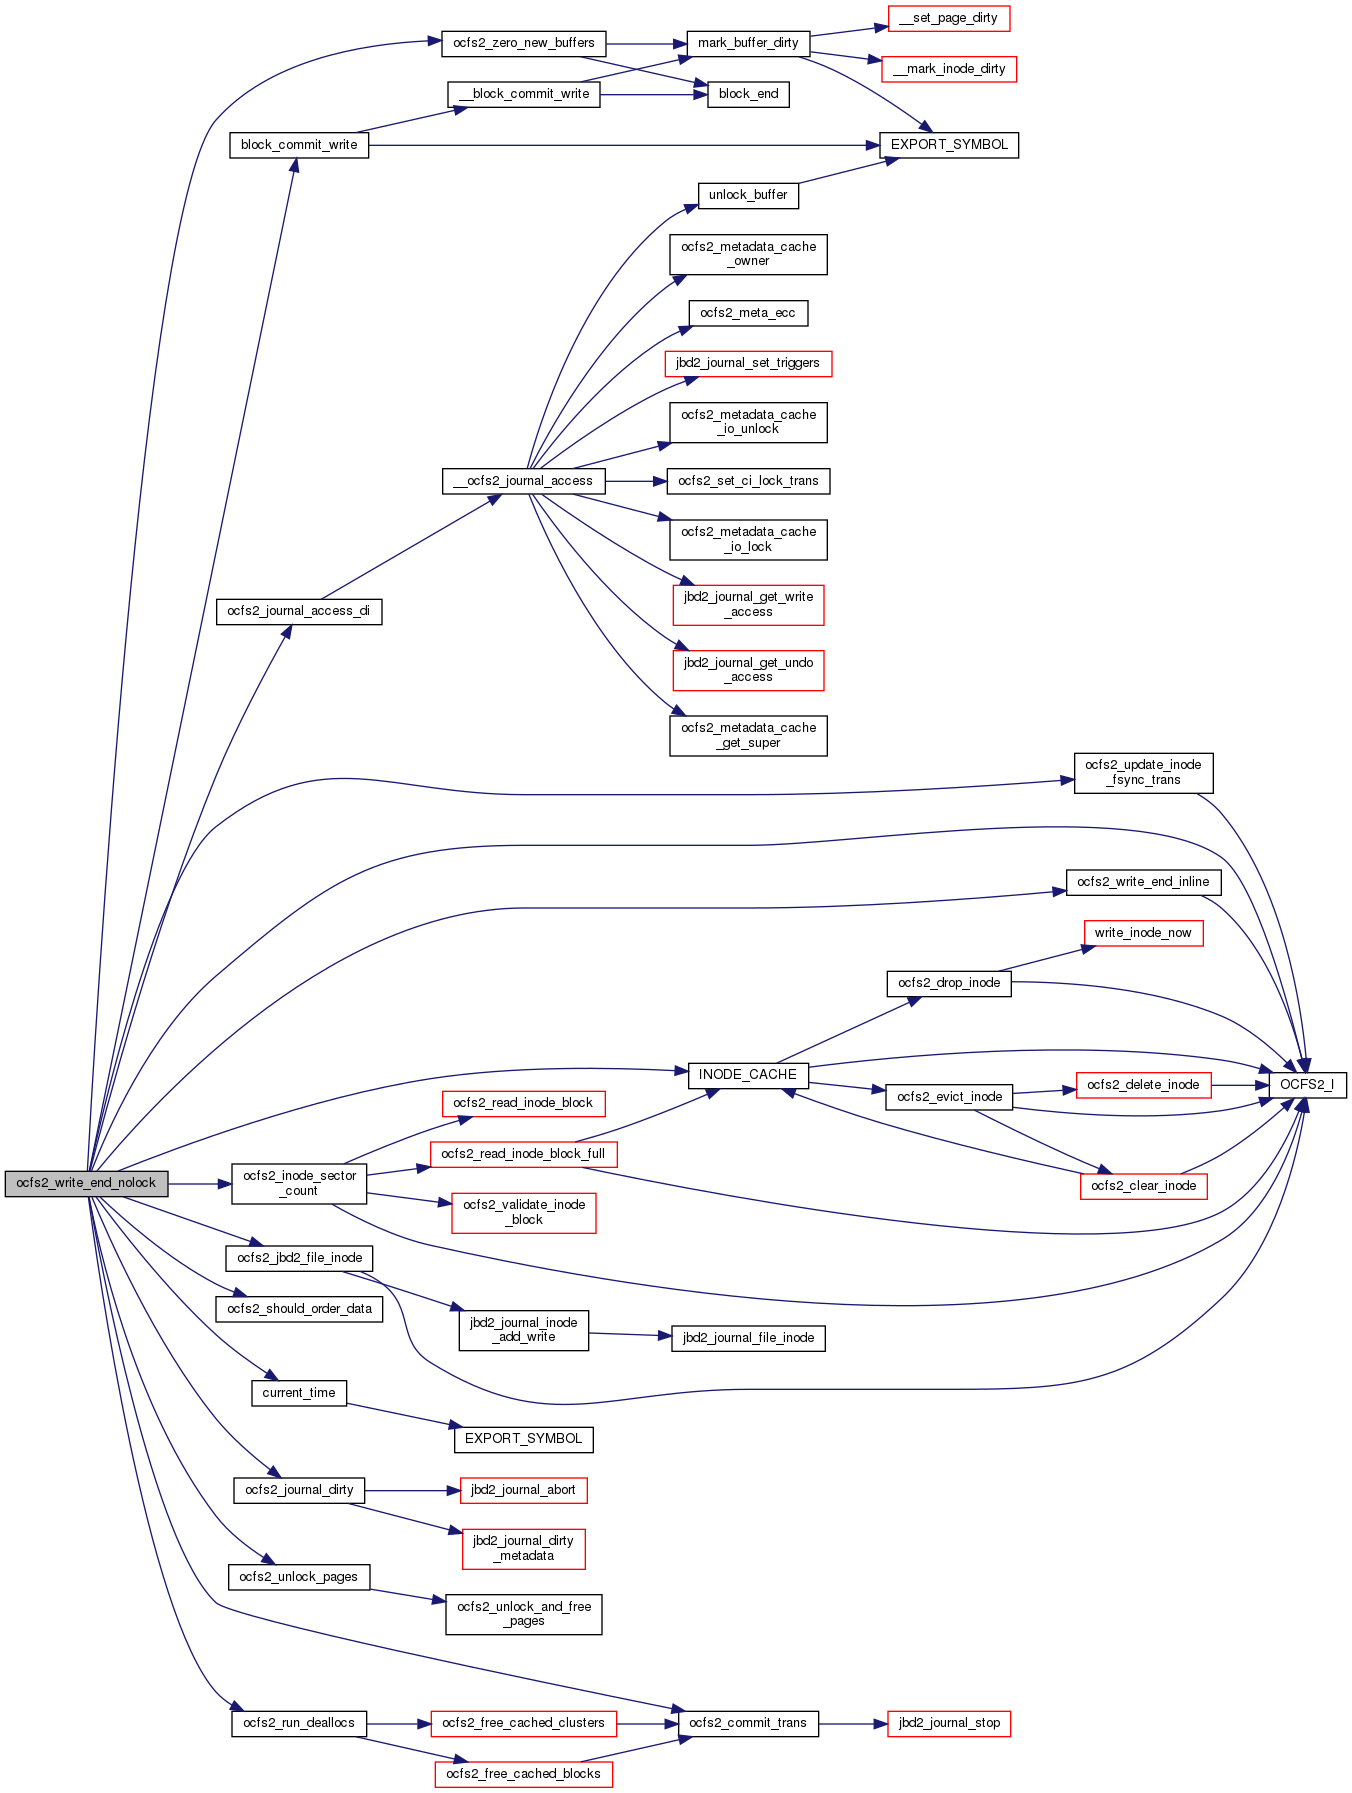 __set_page_dirty
ocfs2_zero_new_buffers
mark_buffer_dirty
__mark_inode_dirty
__block_commit_write
block_end
block_commit_write
EXPORT_SYMBOL
unlock_buffer
ocfs2_metadata_cache
_owner
ocfs2_meta_ecc
jbd2_journal_set_triggers
ocfs2_metadata_cache
_io_unlock
__ocfs2_journal_access
ocfs2_set_ci_lock_trans
ocfs2_metadata_cache
_io_lock
jbd2_journal_get_write
_access
ocfs2_journal_access_di
jbd2_journal_get_undo
_access
ocfs2_metadata_cache
_get_super
ocfs2_update_inode
_fsync_trans
ocfs2_write_end_inline
write_inode_now
ocfs2_drop_inode
INODE_CACHE
OCFS2_I
ocfs2_delete_inode
ocfs2_evict_inode
ocfs2_read_inode_block
ocfs2_read_inode_block_full
ocfs2_write_end_nolock
ocfs2_inode_sector
_count
ocfs2_clear_inode
ocfs2_validate_inode
_block
ocfs2_jbd2_file_inode
ocfs2_should_order_data
jbd2_journal_inode
_add_write
jbd2_journal_file_inode
current_time
EXPORT_SYMBOL
ocfs2_journal_dirty
jbd2_journal_abort
jbd2_journal_dirty
_metadata
ocfs2_unlock_pages
ocfs2_unlock_and_free
_pages
ocfs2_run_deallocs
ocfs2_free_cached_clusters
ocfs2_commit_trans
jbd2_journal_stop
ocfs2_free_cached_blocks